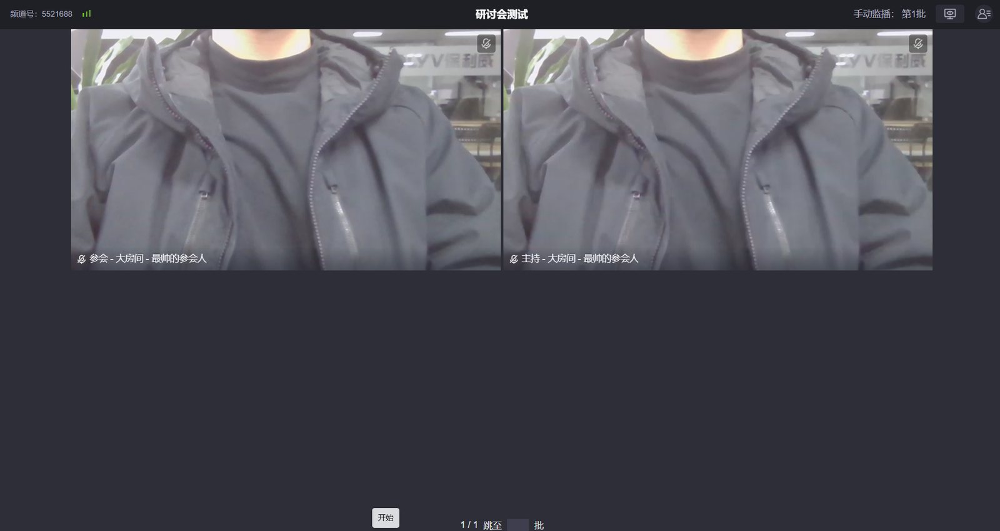 频道号：5521688
研讨会测试
手动监播： 第1批
参会 - 大房间 - 最帅的参会人
主持 - 大房间 - 最帅的参会人
开始
1 / 1 跳至 批